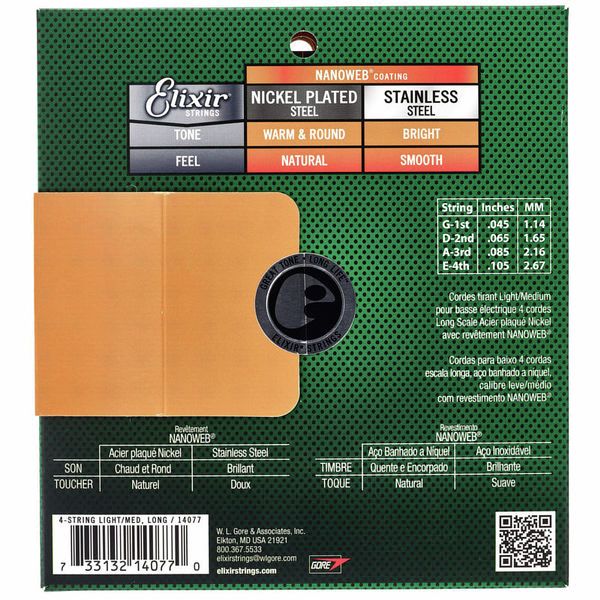 NANOWEB® COATING
Elixir STRINGS
NICKEL PLATED STEEL
STAINLESS STEEL
TONE WARM & ROUND BRIGHT
FEEL NATURAL SMOOTH
String Inches MM
G-1st .045 1.14
D-2nd .065 1.65
A-3rd .085 2.16
E-4th .105 2.67
GREAT TONE · LONG LIFE
ELIXIR® STRINGS
Cordes tirant Light/Medium
pour basse électrique 4 cordes
Long Scale Acier plaqué Nickel
avec revêtement NANOWEB®
Cordas para baixo 4 cordas
escala longa, aço banhado a níquel,
calibre leve/médio
com revestimento NANOWEB®
Revêtement
NANOWEB®
Acier plaqué Nickel Stainless Steel
SON Chaud et Rond Brillant
TOUCHER Naturel Doux
Revestimento
NANOWEB®
Aço Banhado a Níquel Aço Inoxidável
TIMBRE Quente e Encorpado Brilhante
TOQUE Natural Suave
4-STRING LIGHT/MED, LONG / 14077
7 33132 14077 0
W. L. Gore & Associates, Inc.
Elkton, MD USA 21921
800.367.5533
elixirstrings@wlgore.com
elixirstrings.com
GORE